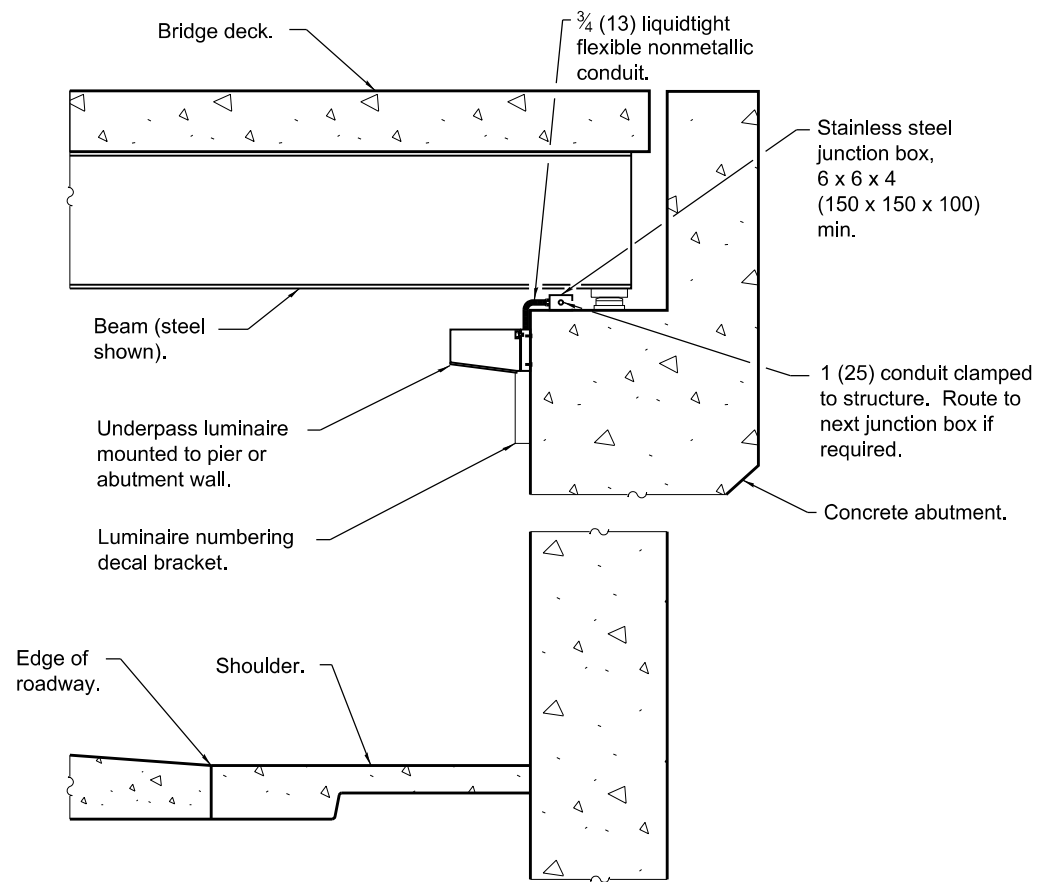 Bridge deck.
¾ (13) liquidtight
flexible nonmetallic
conduit.
Stainless steel
junction box,
6 x 6 x 4
(150 x 150 x 100)
min.
Beam (steel
shown).
1 (25) conduit clamped
to structure. Route to
next junction box if
required.
Underpass luminaire
mounted to pier or
abutment wall.
Concrete abutment.
Luminaire numbering
decal bracket.
Edge of
roadway.
Shoulder.